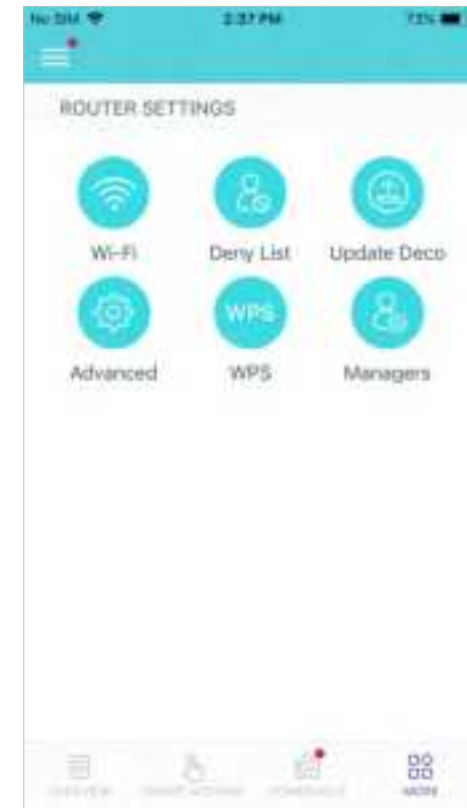 No SIM 2:37 PM 73%
ROUTER SETTINGS
Wi-Fi Deny List Update Deco
WPS
Advanced WPS Managers
MORE